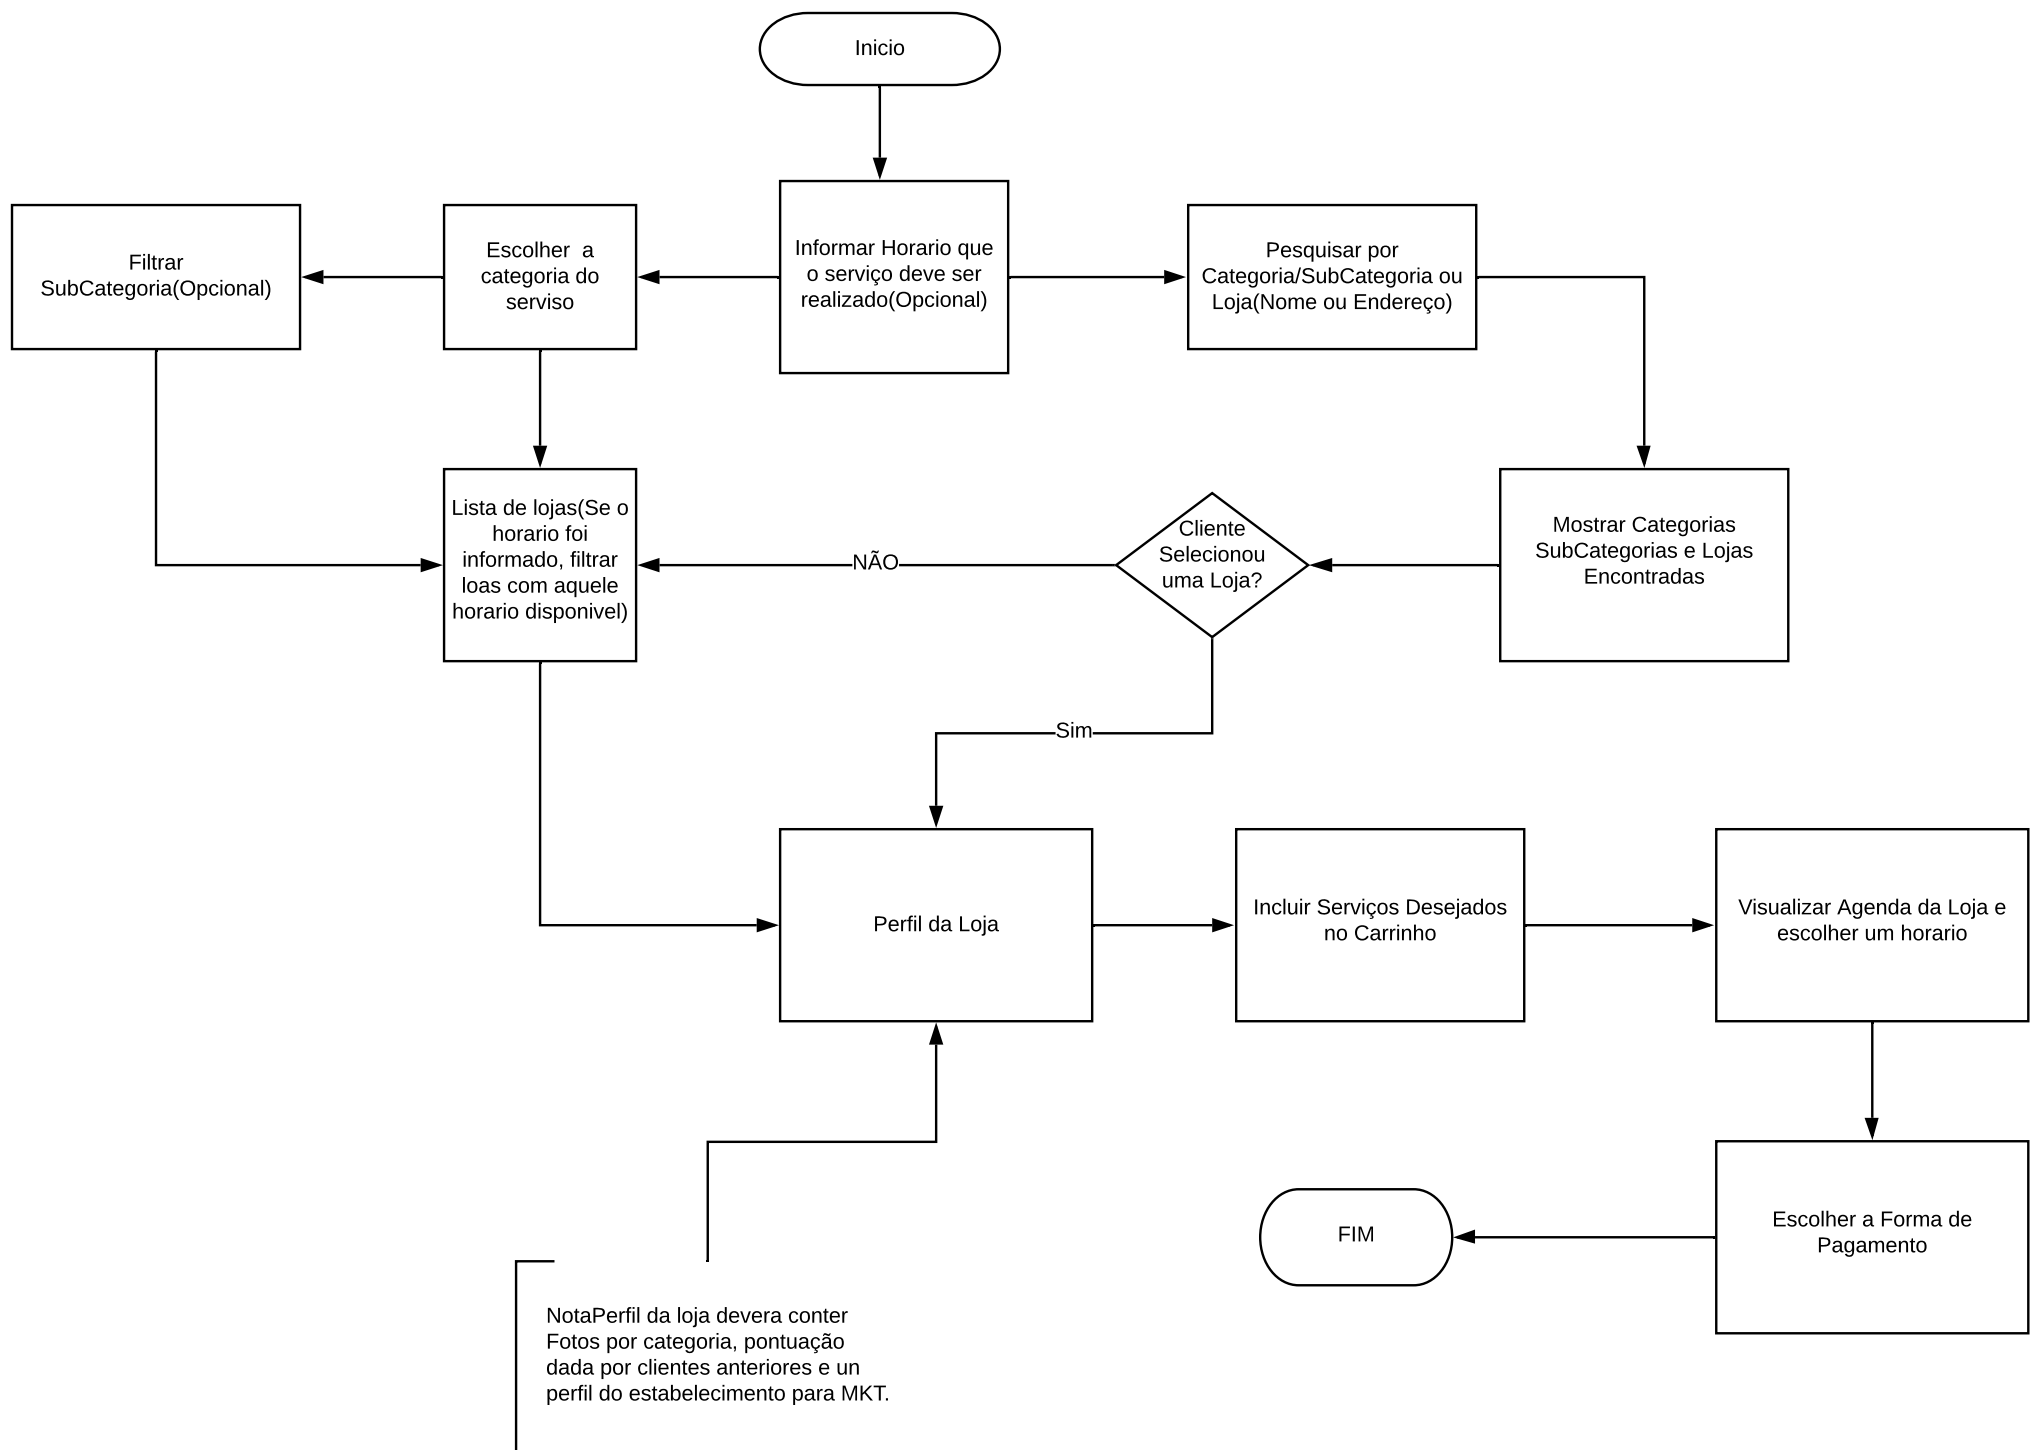 Inicio
Filtrar
SubCategoria(Opcional)
Escolher  a
categoria do
serviso
Informar Horario que
o serviço deve ser
realizado(Opcional)
Pesquisar por
Categoria/SubCategoria ou
Loja(Nome ou Endereço)
Lista de lojas(Se o
horario foi
informado, filtrar
loas com aquele
horario disponivel)
NÃO
Cliente
Selecionou
uma Loja?
Mostrar Categorias
SubCategorias e Lojas
Encontradas
Sim
Perfil da Loja
Incluir Serviços Desejados
no Carrinho
Visualizar Agenda da Loja e
escolher um horario
Escolher a Forma de
Pagamento
FIM
NotaPerfil da loja devera conter
Fotos por categoria, pontuação
dada por clientes anteriores e un
perfil do estabelecimento para MKT.